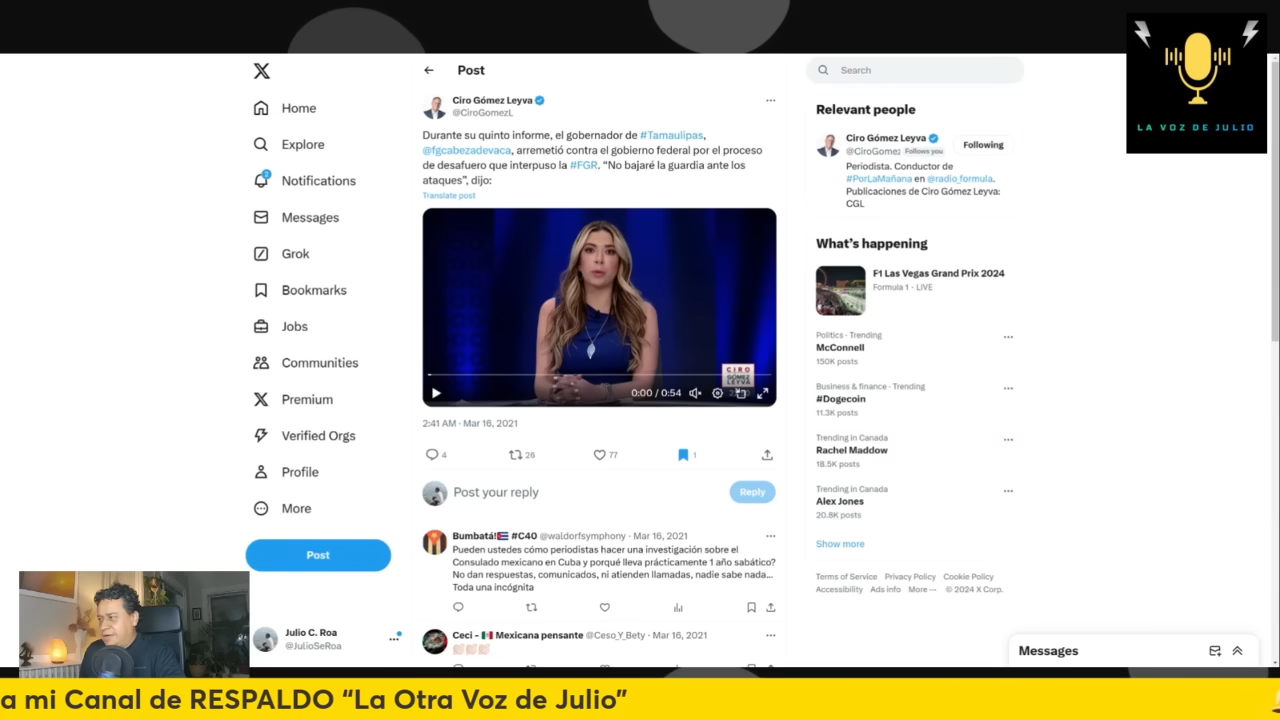 Home
Explore
2
Notifications
Messages
Grok
Bookmarks
Jobs
Communities
Premium
Verified Orgs
Profile
More
Post
Julio C. Roa
@JulioSeRoa
Post
Ciro Gómez Leyva
@CiroGomezL
Durante su quinto informe, el gobernador de #Tamaulipas,
@fgcabezadevaca, arremetió contra el gobierno federal por el proceso
de desafuero que interpuso la #FGR. “No bajaré la guardia ante los
ataques”, dijo:
Translate post
CIRO
GÓMEZ
LEYVA
0:00 / 0:54
2:41 AM · Mar 16, 2021
4
26
77
1
Post your reply
Reply
Bumbatá! #C40 @waldorfsymphony · Mar 16, 2021
Pueden ustedes cómo periodistas hacer una investigación sobre el
Consulado mexicano en Cuba y porqué lleva prácticamente 1 año sabático?
No dan respuestas, comunicados, ni atienden llamadas, nadie sabe nada...
Toda una incógnita
Ceci - Mexicana pensante @Ceso_Y_Bety · Mar 16, 2021
Search
Relevant people
Ciro Gómez Leyva
@CiroGomez Follows you
Following
Periodista. Conductor de
#PorLaMañana en @radio_formula.
Publicaciones de Ciro Gómez Leyva:
CGL
What's happening
F1 Las Vegas Grand Prix 2024
Formula 1 · LIVE
Politics · Trending
McConnell
150K posts
Business & finance · Trending
#Dogecoin
11.3K posts
Trending in Canada
Rachel Maddow
18.5K posts
Trending in Canada
Alex Jones
20.8K posts
Show more
Terms of Service Privacy Policy Cookie Policy
Accessibility Ads info More ··· © 2024 X Corp.
Messages
LA VOZ DE JULIO
a mi Canal de RESPALDO “La Otra Voz de Julio”